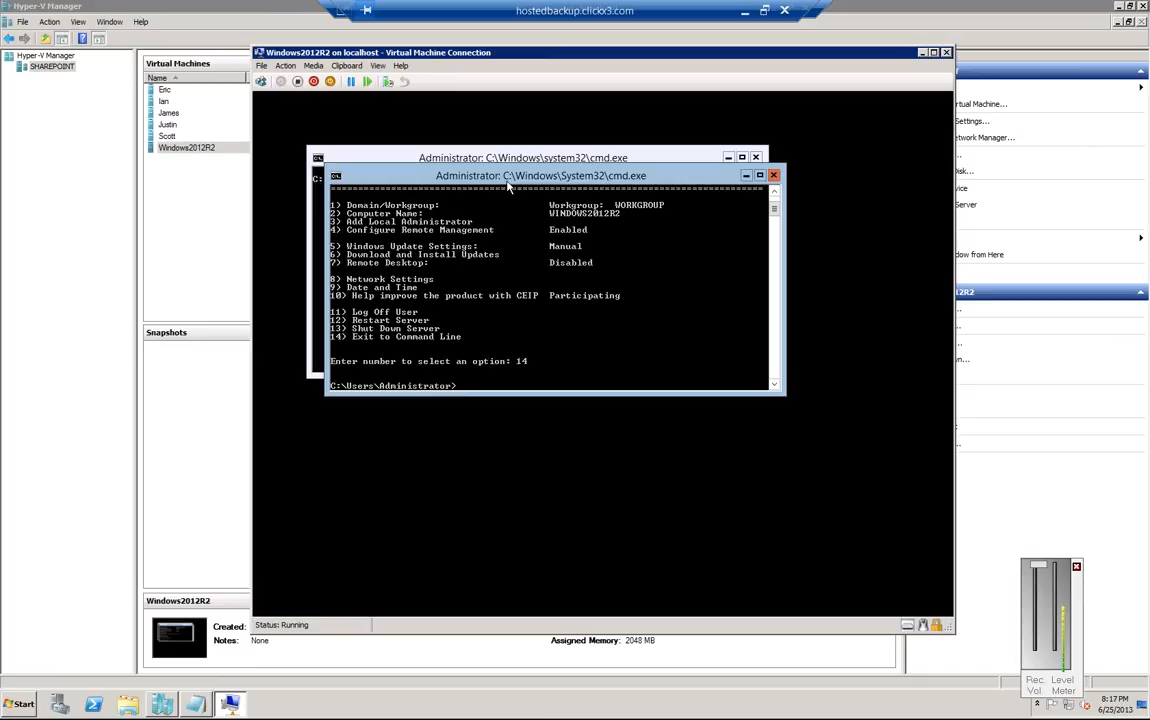 Hyper-V Manager
hostedbackup.clickx3.com
File Action View Window Help
Hyper-V Manager
SHAREPOINT
Virtual Machines
Name
Eric
Ian
James
Justin
Scott
Windows2012R2
Snapshots
Windows2012R2 on localhost - Virtual Machine Connection
File Action Media Clipboard View Help
Administrator: C:\Windows\system32\cmd.exe
C:
Administrator: C:\Windows\System32\cmd.exe
===============================================================================
1) Domain/Workgroup: Workgroup: WORKGROUP
2) Computer Name: WINDOWS2012R2
3) Add Local Administrator
4) Configure Remote Management Enabled
5) Windows Update Settings: Manual
6) Download and Install Updates
7) Remote Desktop: Disabled
8) Network Settings
9) Date and Time
10) Help improve the product with CEIP Participating
11) Log Off User
12) Restart Server
13) Shut Down Server
14) Exit to Command Line
Enter number to select an option: 14
C:\Users\Administrator>
Status: Running
rtual Machine...
Settings...
etwork Manager...
Server
dow from Here
12R2
Windows2012R2
Created:
Notes: None
Assigned Memory: 2048 MB
Rec. Level
Vol. Meter
Start
8:17 PM
6/25/2013